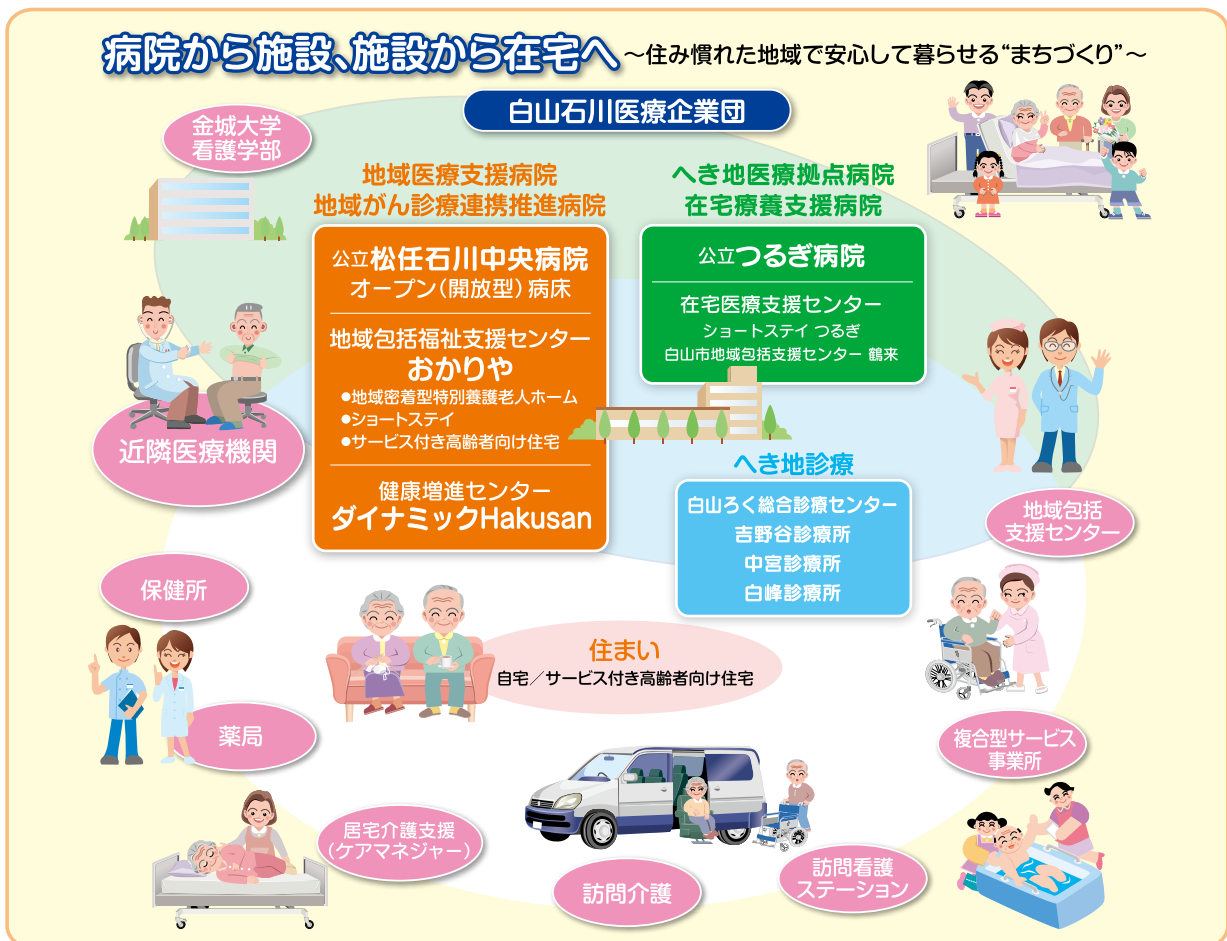 病院から施設、施設から在宅へ ～住み慣れた地域で安心して暮らせる“まちづくり”～
白山石川医療企業団
金城大学
看護学部
地域医療支援病院
地域がん診療連携推進病院
公立松任石川中央病院
オープン（開放型）病床
地域包括福祉支援センター
おかりや
●地域密着型特別養護老人ホーム
●ショートステイ
●サービス付き高齢者向け住宅
健康増進センター
ダイナミックHakusan
へき地医療拠点病院
在宅療養支援病院
公立つるぎ病院
在宅医療支援センター
ショートステイ つるぎ
白山市地域包括支援センター 鶴来
へき地診療
白山ろく総合診療センター
吉野谷診療所
中宮診療所
白峰診療所
近隣医療機関
地域包括
支援センター
保健所
住まい
自宅／サービス付き高齢者向け住宅
薬局
複合型サービス
事業所
居宅介護支援
（ケアマネジャー）
訪問介護
訪問看護
ステーション